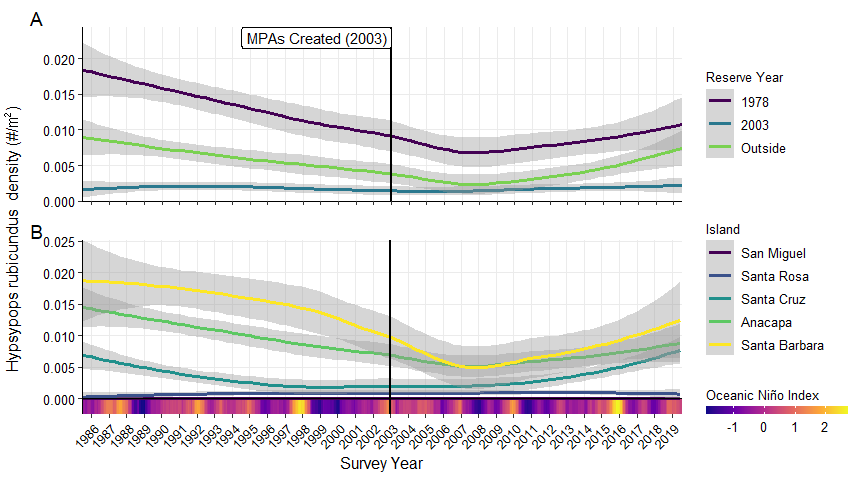 A
MPAs Created (2003)
0.020
0.015
0.010
0.005
0.000
Reserve Year
1978
2003
Outside
Hypsypops rubicundus density (#/m²)
B
0.025
0.020
0.015
0.010
0.005
0.000
Island
San Miguel
Santa Rosa
Santa Cruz
Anacapa
Santa Barbara
Oceanic Niño Index
-1 0 1 2
1986 1987 1988 1989 1990 1991 1992 1993 1994 1995 1996 1997 1998 1999 2000 2001 2002 2003 2004 2005 2006 2007 2008 2009 2010 2011 2012 2013 2014 2015 2016 2017 2018 2019
Survey Year